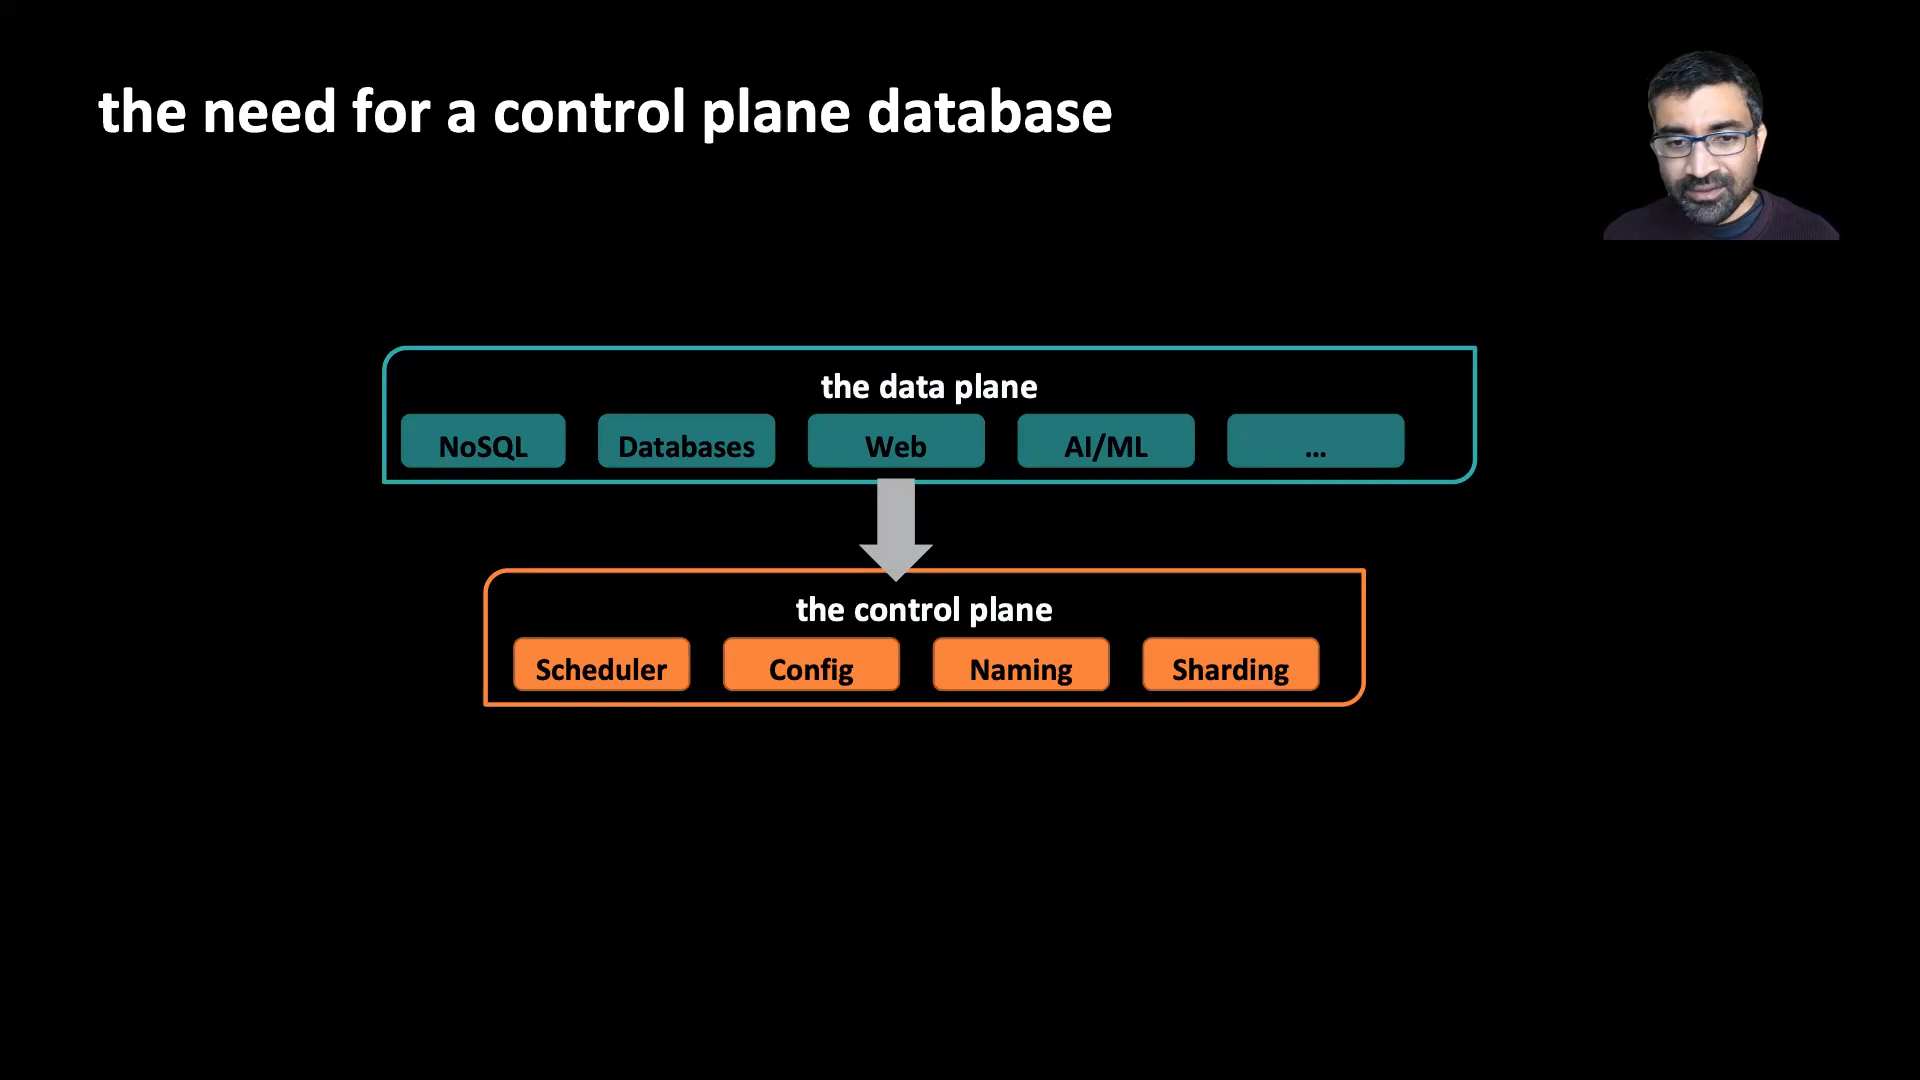 the need for a control plane database
the data plane
NoSQL
Databases
Web
AI/ML
...
the control plane
Scheduler
Config
Naming
Sharding